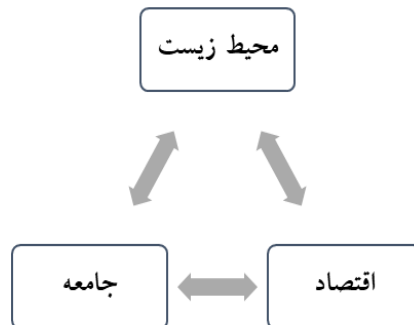 محیط زیست
اقتصاد
جامعه